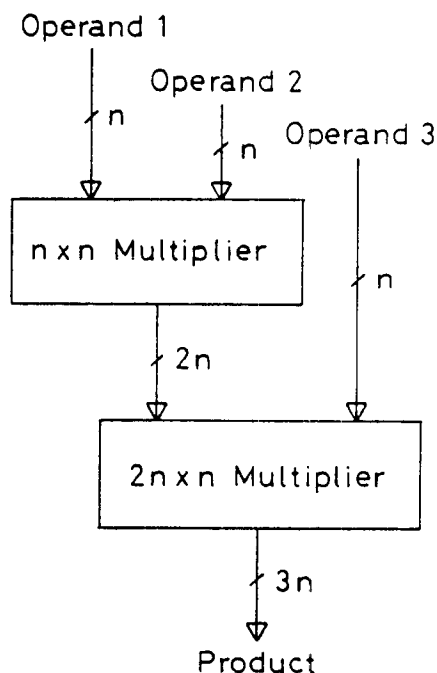 Operand 1
Operand 2
n
n
Operand 3
n x n Multiplier
n
2n
2n x n Multiplier
3n
Product